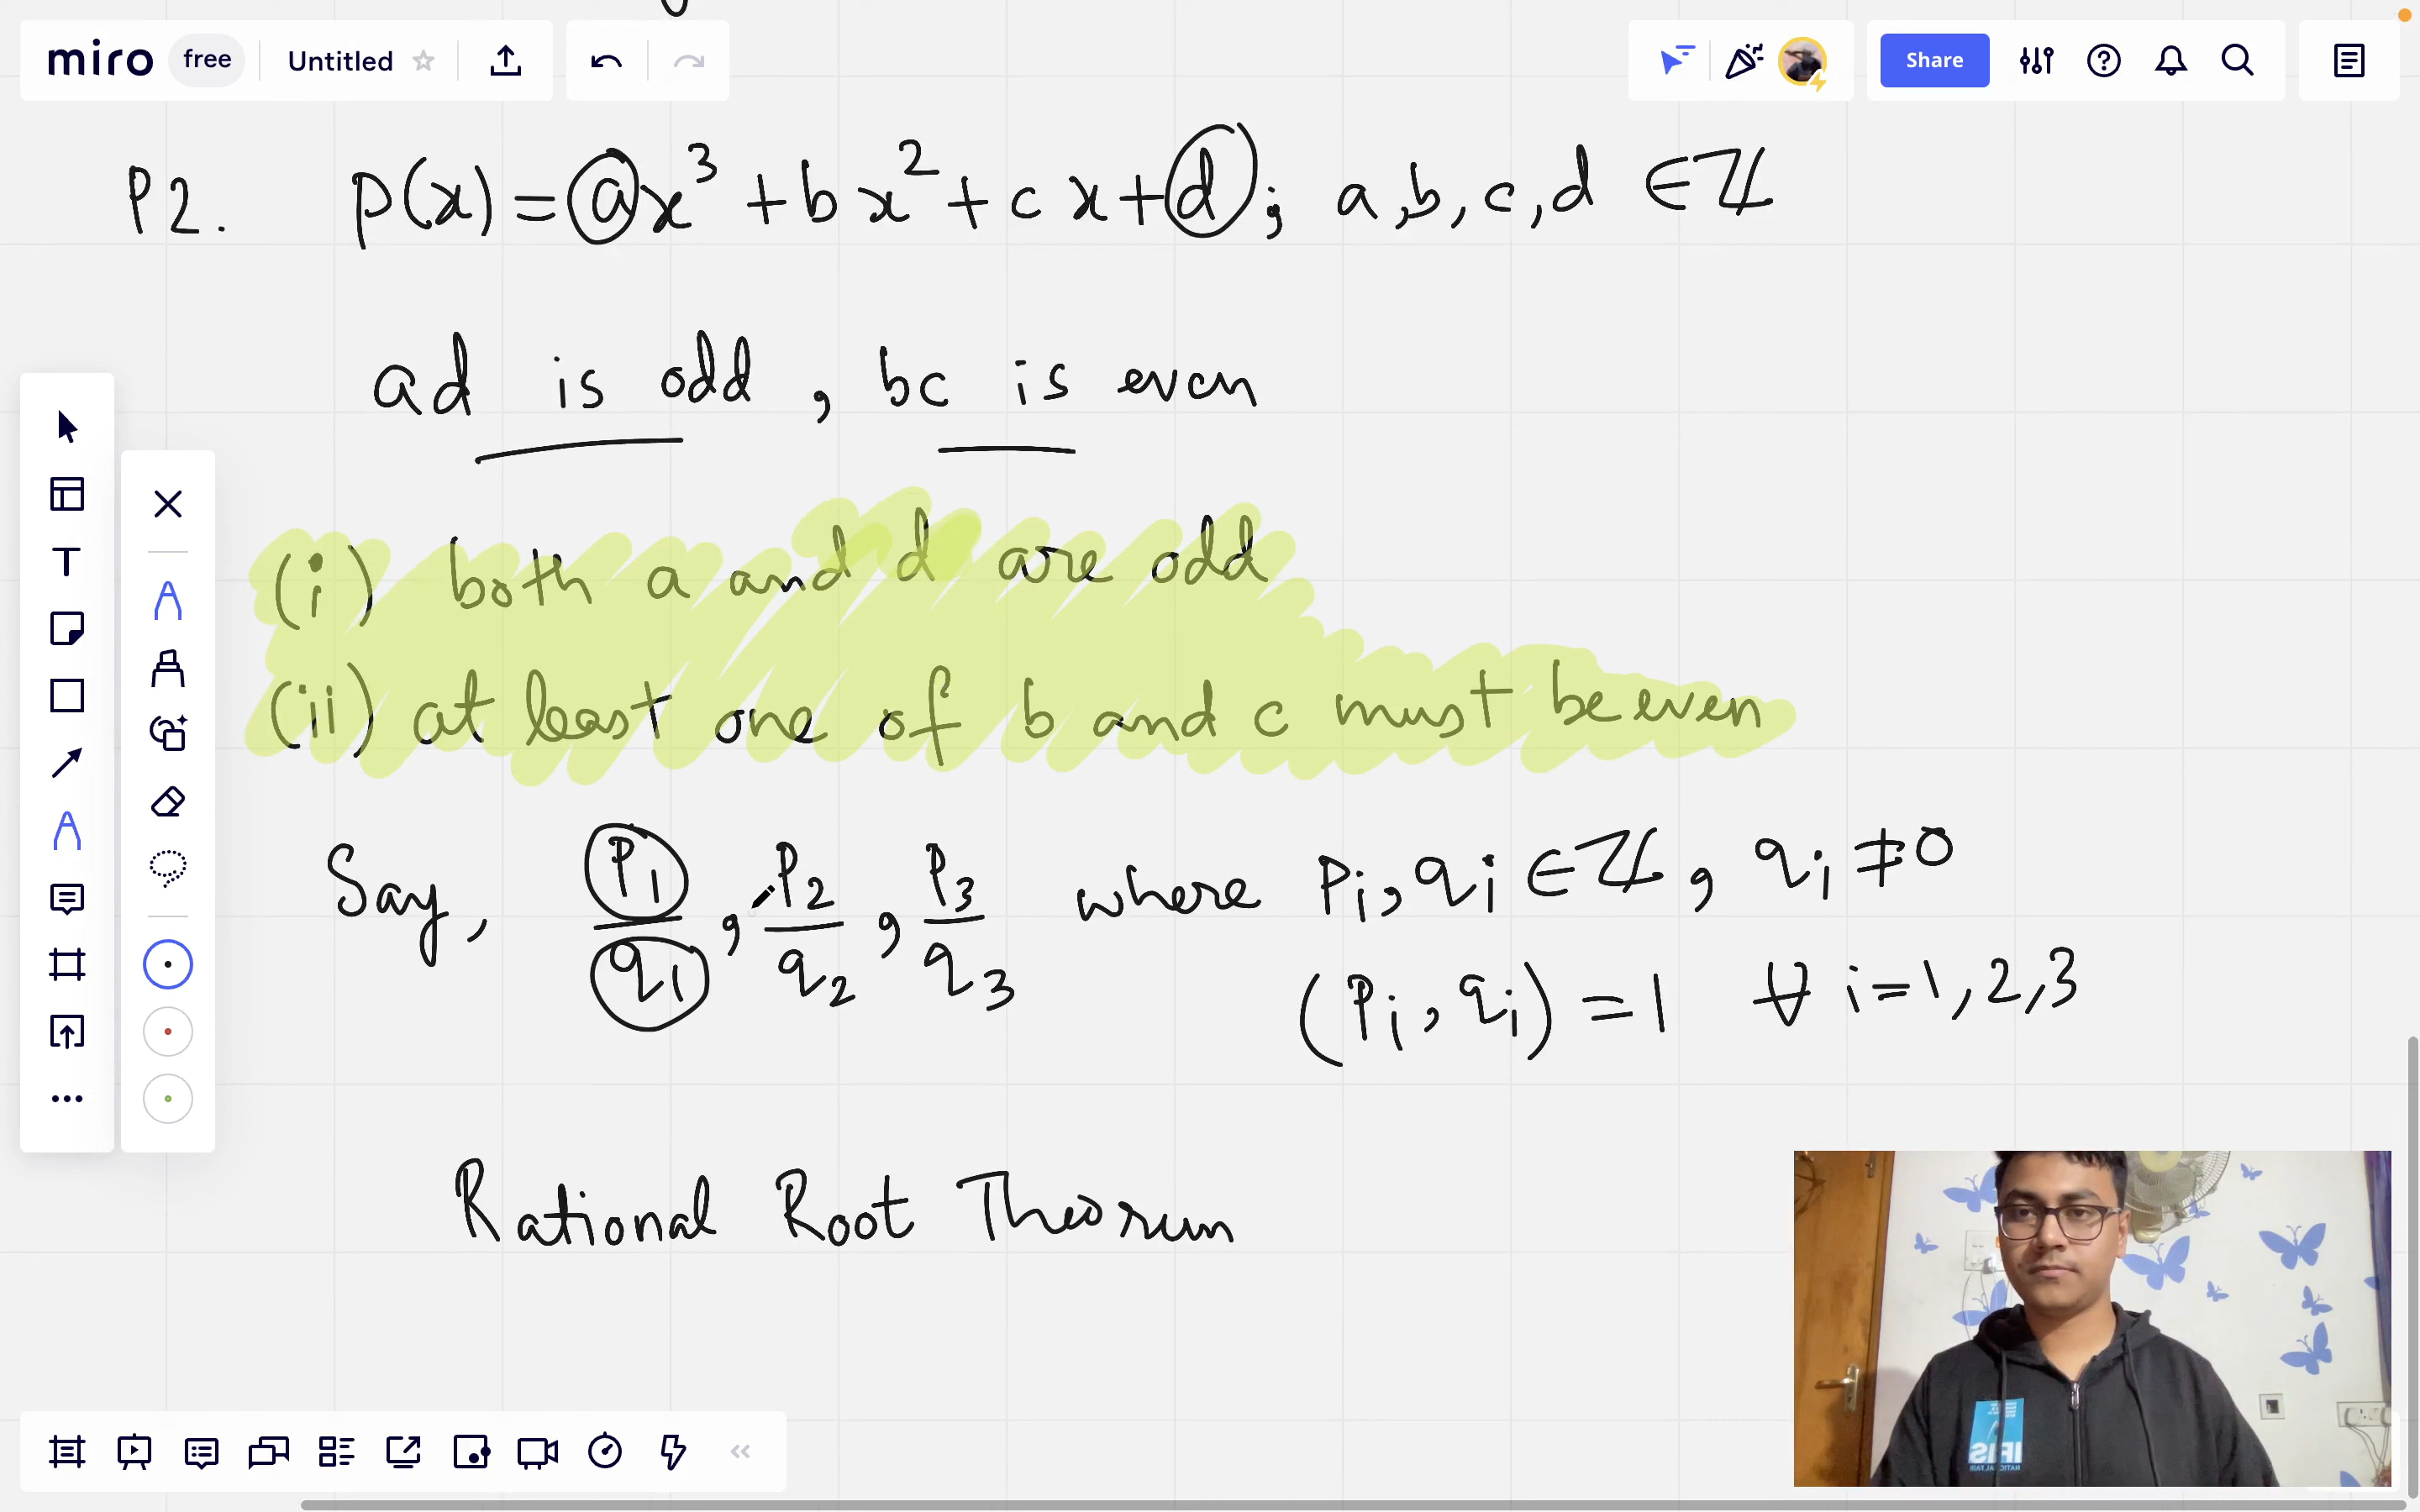 miro free Untitled Share
P2. p(x) = ax³ + bx² + cx + d ; a, b, c, d ∈ ℤ
ad is odd , bc is even
(i) both a and d are odd
(ii) at least one of b and c must be even
Say, P₁/q₁ , P₂/q₂ , P₃/q₃ where Pᵢ, qᵢ ∈ ℤ , qᵢ ≠ 0
(Pᵢ, qᵢ) = 1 ∀ i = 1, 2, 3
Rational Root Theorem